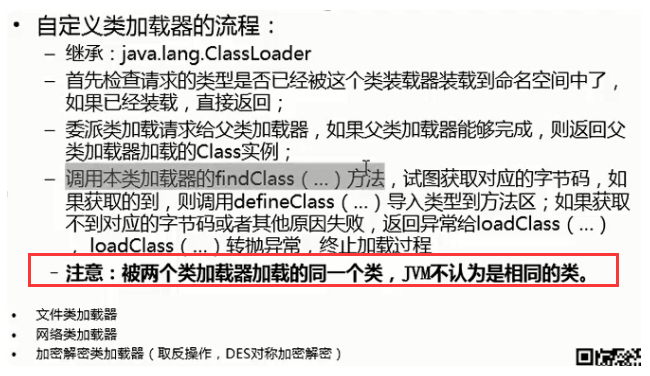 • 自定义类加载器的流程：
– 继承：java.lang.ClassLoader
– 首先检查请求的类型是否已经被这个类装载器装载到命名空间中了，
如果已经装载，直接返回；
– 委派类加载请求给父类加载器，如果父类加载器能够完成，则返回父
类加载器加载的Class实例；
– 调用本类加载器的findClass（…）方法，试图获取对应的字节码，如
果获取的到，则调用defineClass（…）导入类型到方法区；如果获取
不到对应的字节码或者其他原因失败，返回异常给loadClass（…）
，loadClass（…）转抛异常，终止加载过程
– 注意：被两个类加载器加载的同一个类，JVM不认为是相同的类。
• 文件类加载器
• 网络类加载器
• 加密解密类加载器（取反操作，DES对称加密解密）